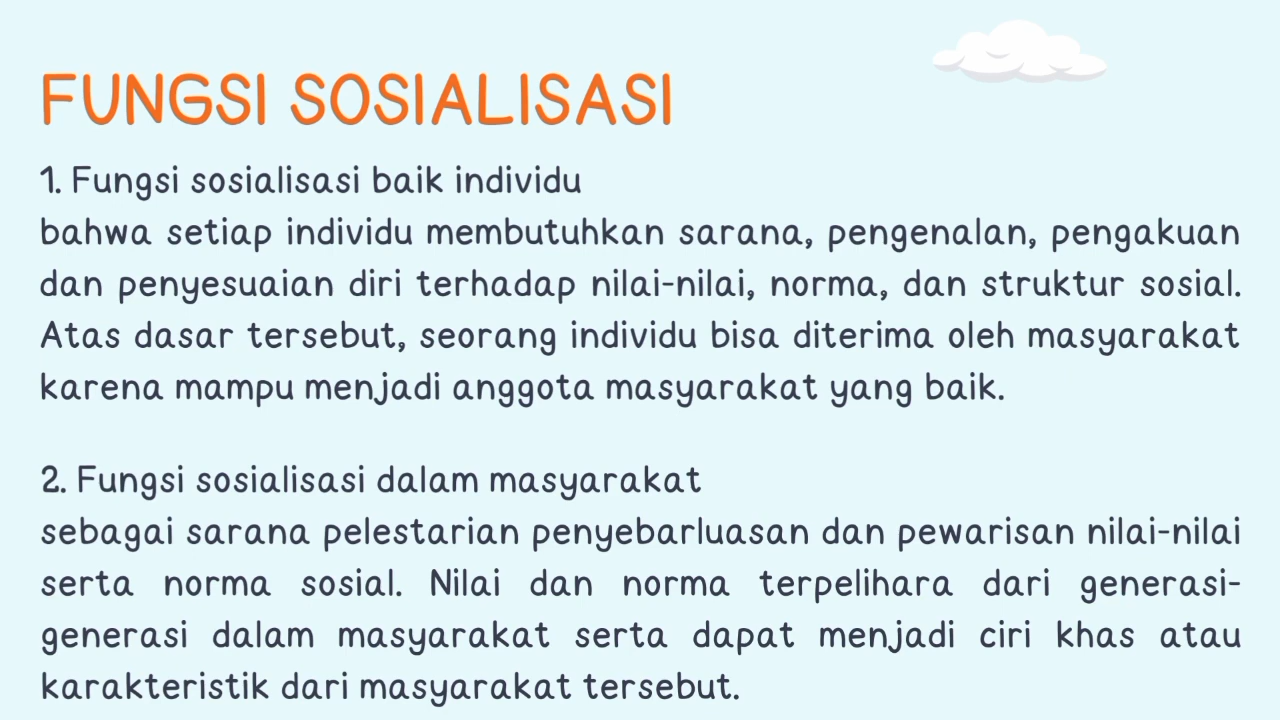 FUNGSI SOSIALISASI
1. Fungsi sosialisasi baik individu
bahwa setiap individu membutuhkan sarana, pengenalan, pengakuan
dan penyesuaian diri terhadap nilai-nilai, norma, dan struktur sosial.
Atas dasar tersebut, seorang individu bisa diterima oleh masyarakat
karena mampu menjadi anggota masyarakat yang baik.
2. Fungsi sosialisasi dalam masyarakat
sebagai sarana pelestarian penyebarluasan dan pewarisan nilai-nilai
serta norma sosial. Nilai dan norma terpelihara dari generasi-
generasi dalam masyarakat serta dapat menjadi ciri khas atau
karakteristik dari masyarakat tersebut.